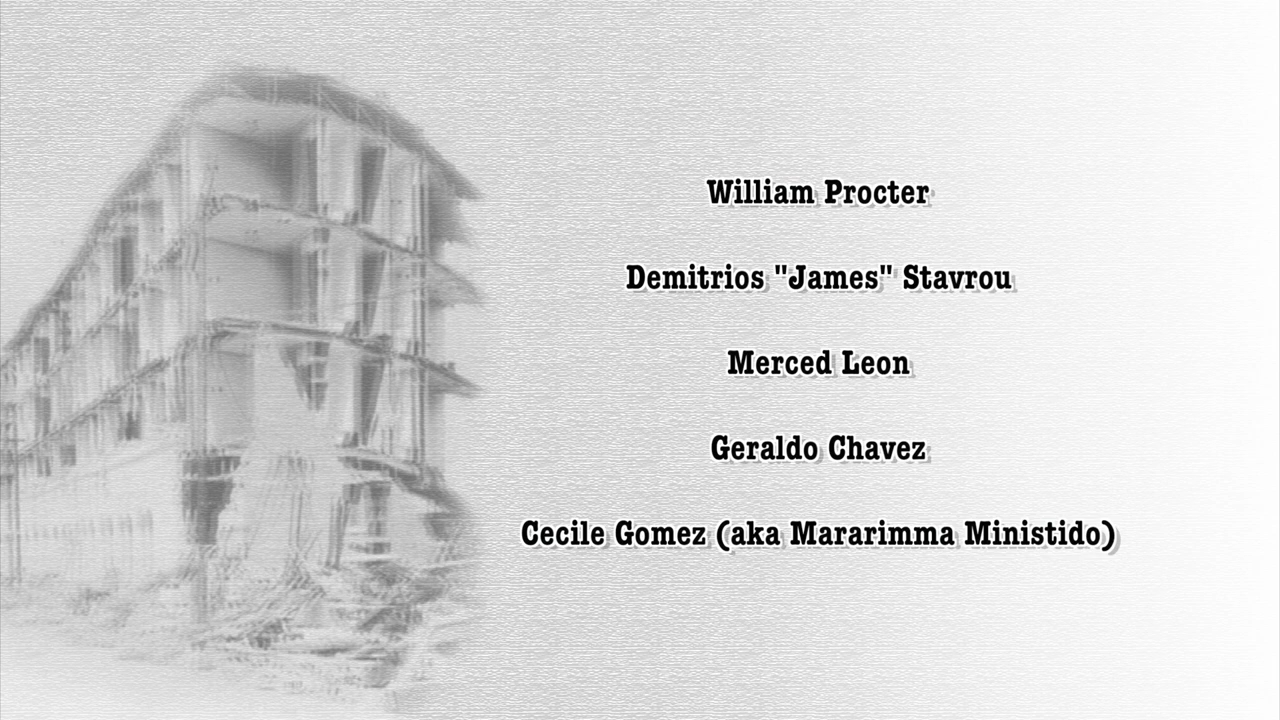 William Procter
Demitrios "James" Stavrou
Merced Leon
Geraldo Chavez
Cecile Gomez (aka Mararimma Ministido)